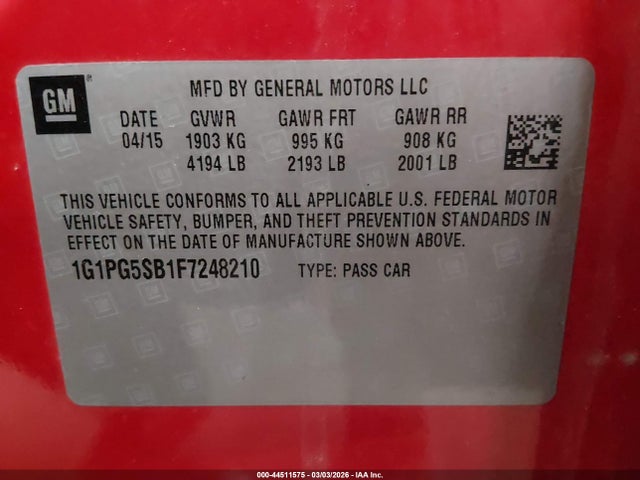 GM®
MFD BY GENERAL MOTORS LLC
DATE GVWR GAWR FRT GAWR RR
04/15 1903 KG 995 KG 908 KG
4194 LB 2193 LB 2001 LB
THIS VEHICLE CONFORMS TO ALL APPLICABLE U.S. FEDERAL MOTOR
VEHICLE SAFETY, BUMPER, AND THEFT PREVENTION STANDARDS IN
EFFECT ON THE DATE OF MANUFACTURE SHOWN ABOVE.
1G1PG5SB1F7248210 TYPE: PASS CAR
000-44511575 - 03/03/2026 - IAA Inc.